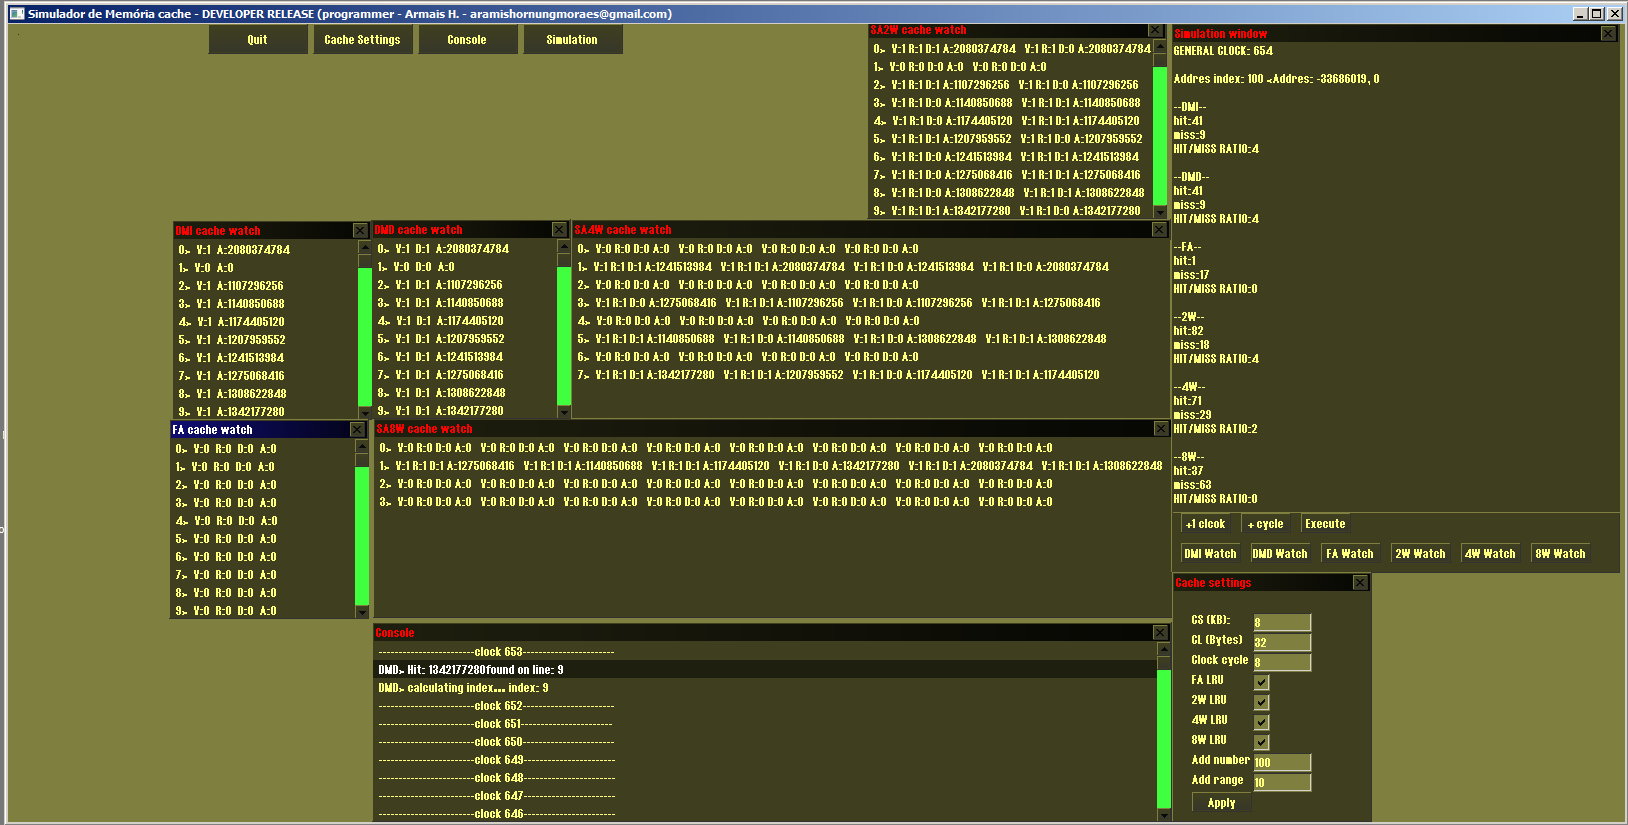 Simulador de Memória cache - DEVELOPER RELEASE (programmer - Armais H. - aramishornungmoraes@gmail.com)
Quit
Cache Settings
Console
Simulation
SA2W cache watch
0>- V:1 R:1 D:1 A:2080374784 V:1 R:1 D:0 A:2080374784
1>- V:0 R:0 D:0 A:0 V:0 R:0 D:0 A:0
2>- V:1 R:1 D:1 A:1107296256 V:1 R:1 D:1 A:1107296256
3>- V:1 R:1 D:1 A:1140850688 V:1 R:1 D:1 A:1140850688
4>- V:1 R:1 D:0 A:1174405120 V:1 R:1 D:1 A:1174405120
5>- V:1 R:1 D:1 A:1207959552 V:1 R:1 D:0 A:1207959552
6>- V:1 R:1 D:0 A:1241513984 V:1 R:1 D:1 A:1241513984
7>- V:1 R:1 D:0 A:1275068416 V:1 R:1 D:1 A:1275068416
8>- V:1 R:1 D:0 A:1308622848 V:1 R:1 D:1 A:1308622848
9>- V:1 R:1 D:1 A:1342177280 V:1 R:1 D:0 A:1342177280
Simulation window
GENERAL CLOCK: 654
Addres index: 100 -<Addres: -33686019, 0
--DMI--
hit:41
miss:9
HIT/MISS RATIO:4
--DMD--
hit:41
miss:9
HIT/MISS RATIO:4
--FA--
hit:1
miss:17
HIT/MISS RATIO:0
--2W--
hit:82
miss:18
HIT/MISS RATIO:4
--4W--
hit:71
miss:29
HIT/MISS RATIO:2
--8W--
hit:37
miss:63
HIT/MISS RATIO:0
+1 clcok
+ cycle
Execute
DMI Watch
DMD Watch
FA Watch
2W Watch
4W Watch
8W Watch
DMI cache watch
0>- V:1 A:2080374784
1>- V:0 A:0
2>- V:1 A:1107296256
3>- V:1 A:1140850688
4>- V:1 A:1174405120
5>- V:1 A:1207959552
6>- V:1 A:1241513984
7>- V:1 A:1275068416
8>- V:1 A:1308622848
9>- V:1 A:1342177280
DMD cache watch
0>- V:1 D:1 A:2080374784
1>- V:0 D:0 A:0
2>- V:1 D:1 A:1107296256
3>- V:1 D:1 A:1140850688
4>- V:1 D:1 A:1174405120
5>- V:1 D:1 A:1207959552
6>- V:1 D:1 A:1241513984
7>- V:1 D:1 A:1275068416
8>- V:1 D:1 A:1308622848
9>- V:1 D:1 A:1342177280
SA4W cache watch
0>- V:0 R:0 D:0 A:0 V:0 R:0 D:0 A:0 V:0 R:0 D:0 A:0 V:0 R:0 D:0 A:0
1>- V:1 R:1 D:1 A:1241513984 V:1 R:1 D:1 A:2080374784 V:1 R:1 D:0 A:1241513984 V:1 R:1 D:0 A:2080374784
2>- V:0 R:0 D:0 A:0 V:0 R:0 D:0 A:0 V:0 R:0 D:0 A:0 V:0 R:0 D:0 A:0
3>- V:1 R:1 D:0 A:1275068416 V:1 R:1 D:1 A:1107296256 V:1 R:1 D:0 A:1107296256 V:1 R:1 D:1 A:1275068416
4>- V:0 R:0 D:0 A:0 V:0 R:0 D:0 A:0 V:0 R:0 D:0 A:0 V:0 R:0 D:0 A:0
5>- V:1 R:1 D:1 A:1140850688 V:1 R:1 D:0 A:1140850688 V:1 R:1 D:0 A:1308622848 V:1 R:1 D:1 A:1308622848
6>- V:0 R:0 D:0 A:0 V:0 R:0 D:0 A:0 V:0 R:0 D:0 A:0 V:0 R:0 D:0 A:0
7>- V:1 R:1 D:1 A:1342177280 V:1 R:1 D:1 A:1207959552 V:1 R:1 D:0 A:1174405120 V:1 R:1 D:1 A:1174405120
FA cache watch
0>- V:0 R:0 D:0 A:0
1>- V:0 R:0 D:0 A:0
2>- V:0 R:0 D:0 A:0
3>- V:0 R:0 D:0 A:0
4>- V:0 R:0 D:0 A:0
5>- V:0 R:0 D:0 A:0
6>- V:0 R:0 D:0 A:0
7>- V:0 R:0 D:0 A:0
8>- V:0 R:0 D:0 A:0
9>- V:0 R:0 D:0 A:0
SA8W cache watch
0>- V:0 R:0 D:0 A:0 V:0 R:0 D:0 A:0 V:0 R:0 D:0 A:0 V:0 R:0 D:0 A:0 V:0 R:0 D:0 A:0 V:0 R:0 D:0 A:0 V:0 R:0 D:0 A:0 V:0 R:0 D:0 A:0
1>- V:1 R:1 D:1 A:1275068416 V:1 R:1 D:1 A:1140850688 V:1 R:1 D:1 A:1174405120 V:1 R:1 D:0 A:1342177280 V:1 R:1 D:1 A:2080374784 V:1 R:1 D:1 A:1308622848
2>- V:0 R:0 D:0 A:0 V:0 R:0 D:0 A:0 V:0 R:0 D:0 A:0 V:0 R:0 D:0 A:0 V:0 R:0 D:0 A:0 V:0 R:0 D:0 A:0 V:0 R:0 D:0 A:0 V:0 R:0 D:0 A:0
3>- V:0 R:0 D:0 A:0 V:0 R:0 D:0 A:0 V:0 R:0 D:0 A:0 V:0 R:0 D:0 A:0 V:0 R:0 D:0 A:0 V:0 R:0 D:0 A:0 V:0 R:0 D:0 A:0 V:0 R:0 D:0 A:0
Console
------------------------clock 653-----------------------
DMD>- Hit: 1342177280found on line: 9
DMD>- calculating index... index: 9
------------------------clock 652-----------------------
------------------------clock 651-----------------------
------------------------clock 650-----------------------
------------------------clock 649-----------------------
------------------------clock 648-----------------------
------------------------clock 647-----------------------
------------------------clock 646-----------------------
Cache settings
CS (KB): 8
CL (Bytes) 32
Clock cycle 8
FA LRU
2W LRU
4W LRU
8W LRU
Add number 100
Add range 10
Apply